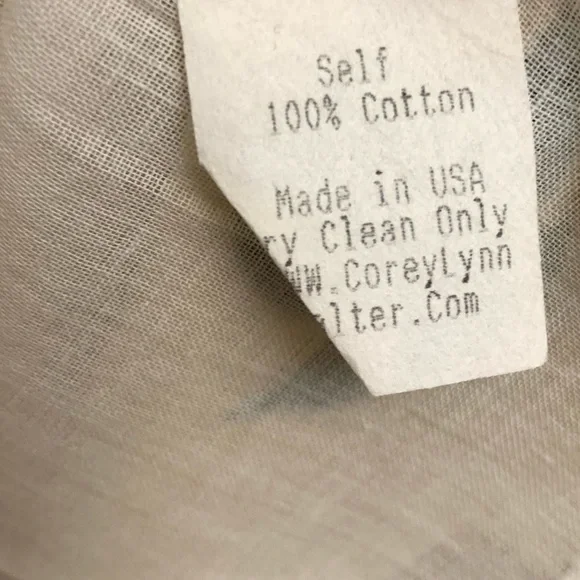 Self
100% Cotton
Made in USA
ry Clean Only
WW.CoreyLynn
lter.Com